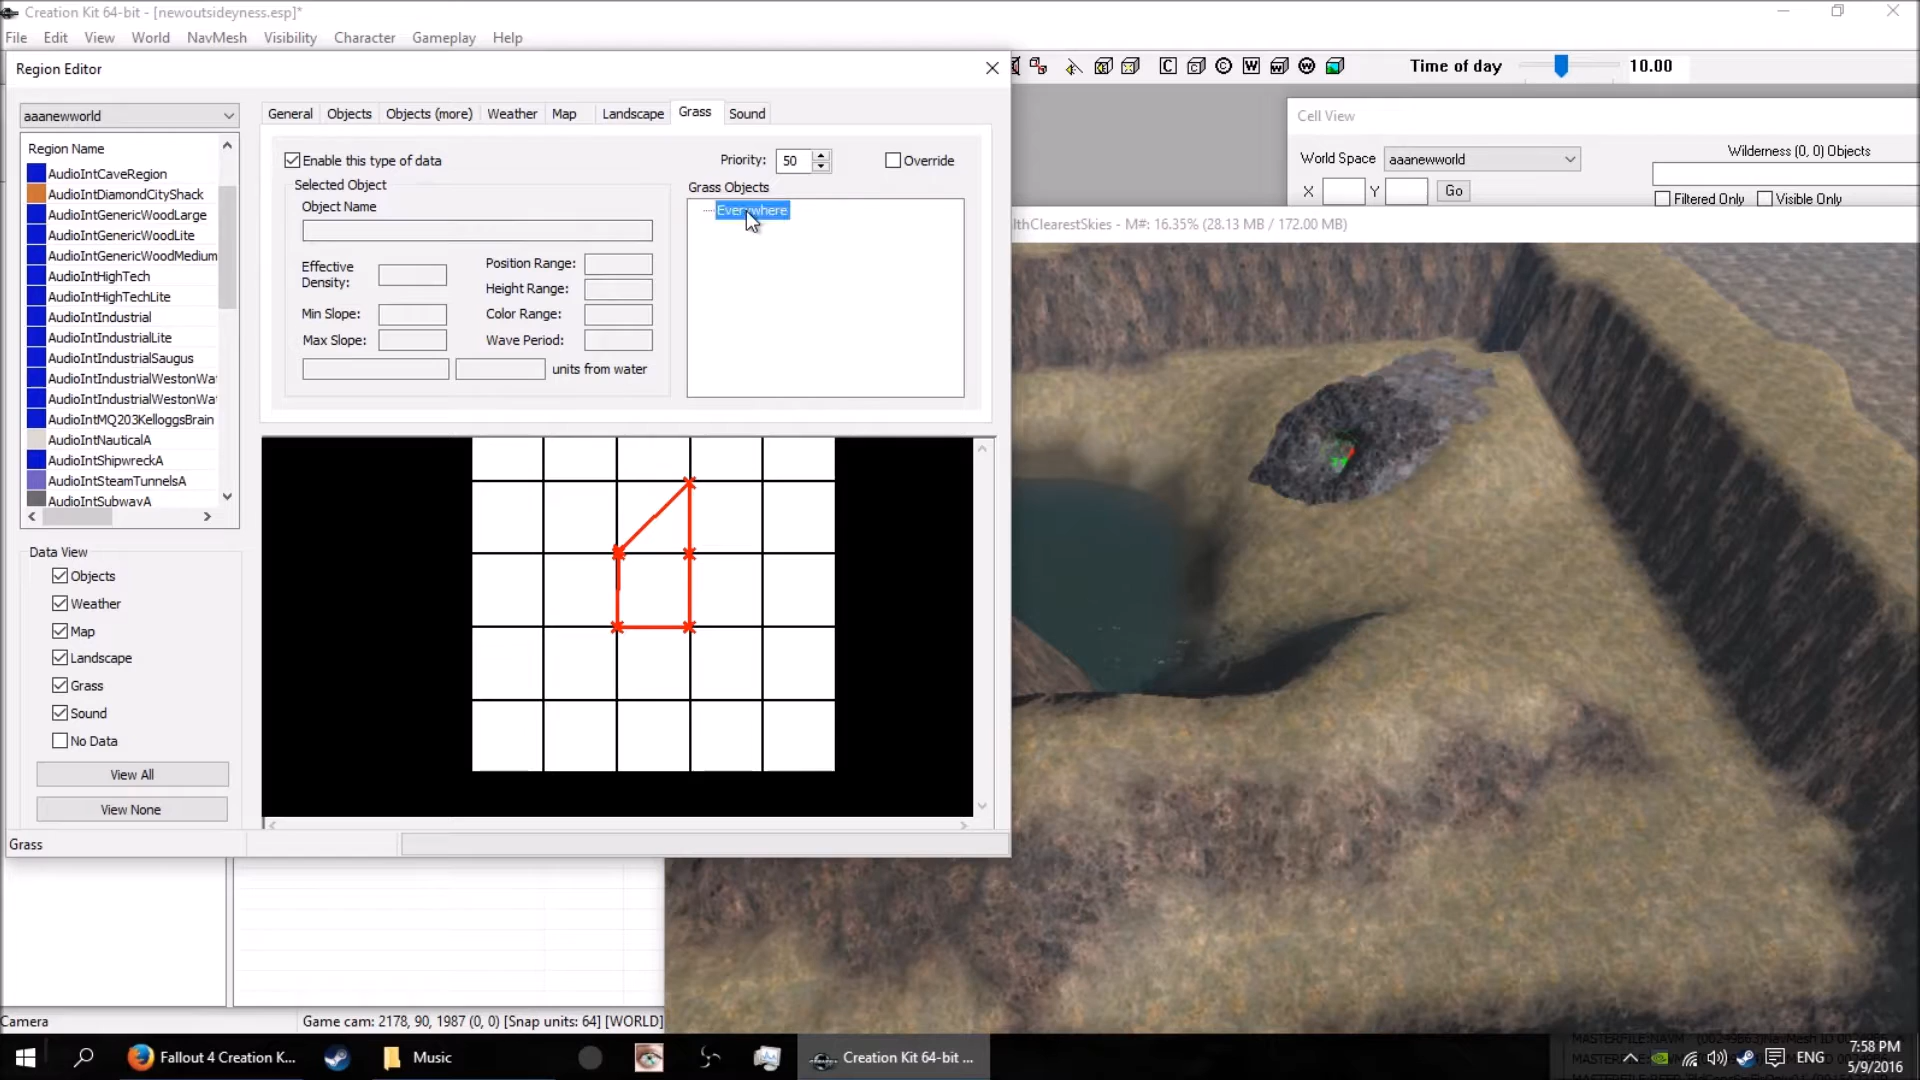 Creation Kit 64-bit - [newoutsideyness.esp]*
File Edit View World NavMesh Visibility Character Gameplay Help
Region Editor
Time of day 10.00
aaanewworld
General Objects Objects (more) Weather Map Landscape Grass Sound
Region Name
AudioIntCaveRegion
AudioIntDiamondCityShack
AudioIntGenericWoodLarge
AudioIntGenericWoodLite
AudioIntGenericWoodMedium
AudioIntHighTech
AudioIntHighTechLite
AudioIntIndustrial
AudioIntIndustrialLite
AudioIntIndustrialSaugus
AudioIntIndustrialWestonWa
AudioIntIndustrialWestonWa
AudioIntMQ203KelloggsBrain
AudioIntNauticalA
AudioIntShipwreckA
AudioIntSteamTunnelsA
AudioIntSubwayA
Enable this type of data
Priority: 50
Override
Selected Object
Object Name
Effective
Density:
Min Slope:
Max Slope:
Position Range:
Height Range:
Color Range:
Wave Period:
units from water
Grass Objects
Everywhere
Data View
Objects
Weather
Map
Landscape
Grass
Sound
No Data
View All
View None
Grass
Cell View
World Space aaanewworld
X Y Go
Wilderness (0, 0) Objects
Filtered Only Visible Only
lthClearestSkies - M#: 16.35% (28.13 MB / 172.00 MB)
Camera
Game cam: 2178, 90, 1987 (0, 0) [Snap units: 64] [WORLD]
Fallout 4 Creation K...
Music
Creation Kit 64-bit ...
ENG
7:58 PM
5/9/2016